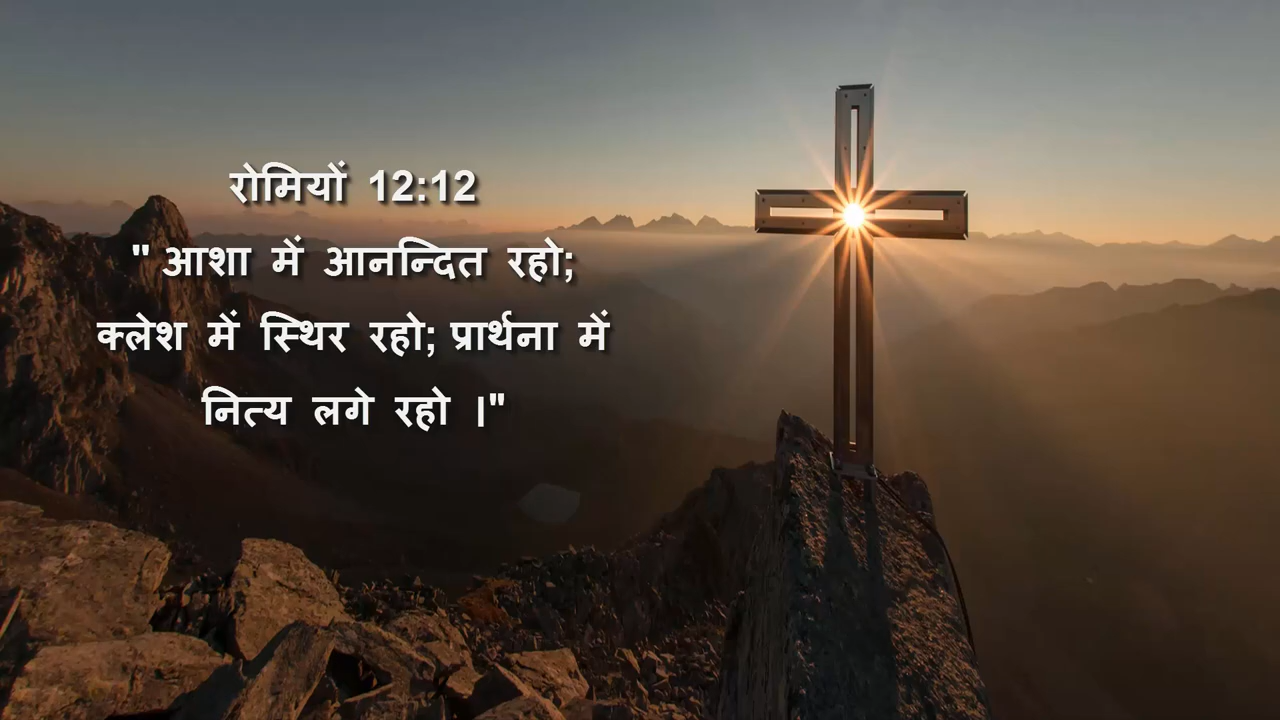 रोमियों 12:12
" आशा में आनन्दित रहो;
क्लेश में स्थिर रहो; प्रार्थना में
नित्य लगे रहो ।"